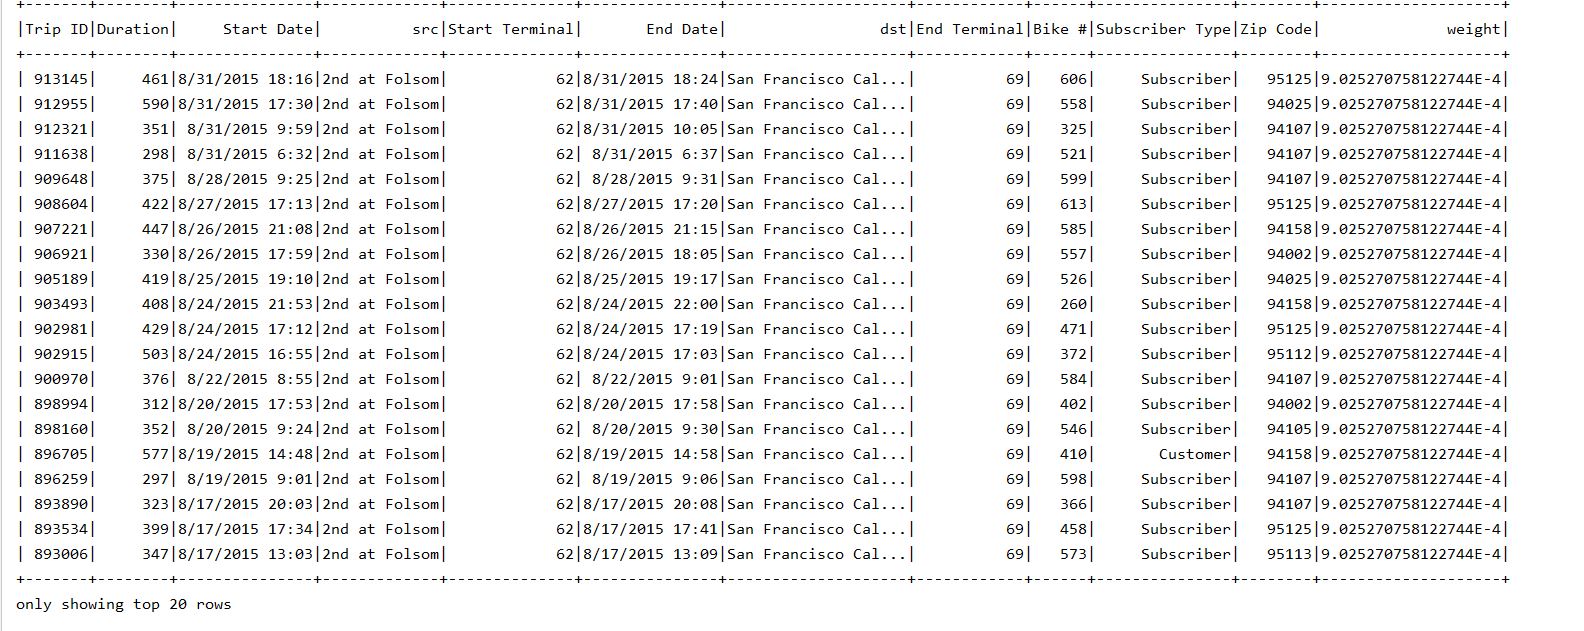 +-------+--------+---------------+-------------+--------------+---------------+--------------------+------------+------+---------------+--------+--------------------+
|Trip ID|Duration|     Start Date|          src|Start Terminal|       End Date|                 dst|End Terminal|Bike #|Subscriber Type|Zip Code|              weight|
+-------+--------+---------------+-------------+--------------+---------------+--------------------+------------+------+---------------+--------+--------------------+
| 913145|     461|8/31/2015 18:16|2nd at Folsom|            62|8/31/2015 18:24|San Francisco Cal...|          69|   606|     Subscriber|   95125|9.025270758122744E-4|
| 912955|     590|8/31/2015 17:30|2nd at Folsom|            62|8/31/2015 17:40|San Francisco Cal...|          69|   558|     Subscriber|   94025|9.025270758122744E-4|
| 912321|     351| 8/31/2015 9:59|2nd at Folsom|            62|8/31/2015 10:05|San Francisco Cal...|          69|   325|     Subscriber|   94107|9.025270758122744E-4|
| 911638|     298| 8/31/2015 6:32|2nd at Folsom|            62| 8/31/2015 6:37|San Francisco Cal...|          69|   521|     Subscriber|   94107|9.025270758122744E-4|
| 909648|     375| 8/28/2015 9:25|2nd at Folsom|            62| 8/28/2015 9:31|San Francisco Cal...|          69|   599|     Subscriber|   94107|9.025270758122744E-4|
| 908604|     422|8/27/2015 17:13|2nd at Folsom|            62|8/27/2015 17:20|San Francisco Cal...|          69|   613|     Subscriber|   95125|9.025270758122744E-4|
| 907221|     447|8/26/2015 21:08|2nd at Folsom|            62|8/26/2015 21:15|San Francisco Cal...|          69|   585|     Subscriber|   94158|9.025270758122744E-4|
| 906921|     330|8/26/2015 17:59|2nd at Folsom|            62|8/26/2015 18:05|San Francisco Cal...|          69|   557|     Subscriber|   94002|9.025270758122744E-4|
| 905189|     419|8/25/2015 19:10|2nd at Folsom|            62|8/25/2015 19:17|San Francisco Cal...|          69|   526|     Subscriber|   94025|9.025270758122744E-4|
| 903493|     408|8/24/2015 21:53|2nd at Folsom|            62|8/24/2015 22:00|San Francisco Cal...|          69|   260|     Subscriber|   94158|9.025270758122744E-4|
| 902981|     429|8/24/2015 17:12|2nd at Folsom|            62|8/24/2015 17:19|San Francisco Cal...|          69|   471|     Subscriber|   95125|9.025270758122744E-4|
| 902915|     503|8/24/2015 16:55|2nd at Folsom|            62|8/24/2015 17:03|San Francisco Cal...|          69|   372|     Subscriber|   95112|9.025270758122744E-4|
| 900970|     376| 8/22/2015 8:55|2nd at Folsom|            62| 8/22/2015 9:01|San Francisco Cal...|          69|   584|     Subscriber|   94107|9.025270758122744E-4|
| 898994|     312|8/20/2015 17:53|2nd at Folsom|            62|8/20/2015 17:58|San Francisco Cal...|          69|   402|     Subscriber|   94002|9.025270758122744E-4|
| 898160|     352| 8/20/2015 9:24|2nd at Folsom|            62| 8/20/2015 9:30|San Francisco Cal...|          69|   546|     Subscriber|   94105|9.025270758122744E-4|
| 896705|     577|8/19/2015 14:48|2nd at Folsom|            62|8/19/2015 14:58|San Francisco Cal...|          69|   410|       Customer|   94158|9.025270758122744E-4|
| 896259|     297| 8/19/2015 9:01|2nd at Folsom|            62| 8/19/2015 9:06|San Francisco Cal...|          69|   598|     Subscriber|   94107|9.025270758122744E-4|
| 893890|     323|8/17/2015 20:03|2nd at Folsom|            62|8/17/2015 20:08|San Francisco Cal...|          69|   366|     Subscriber|   94107|9.025270758122744E-4|
| 893534|     399|8/17/2015 17:34|2nd at Folsom|            62|8/17/2015 17:41|San Francisco Cal...|          69|   458|     Subscriber|   95125|9.025270758122744E-4|
| 893006|     347|8/17/2015 13:03|2nd at Folsom|            62|8/17/2015 13:09|San Francisco Cal...|          69|   573|     Subscriber|   95113|9.025270758122744E-4|
+-------+--------+---------------+-------------+--------------+---------------+--------------------+------------+------+---------------+--------+--------------------+
only showing top 20 rows